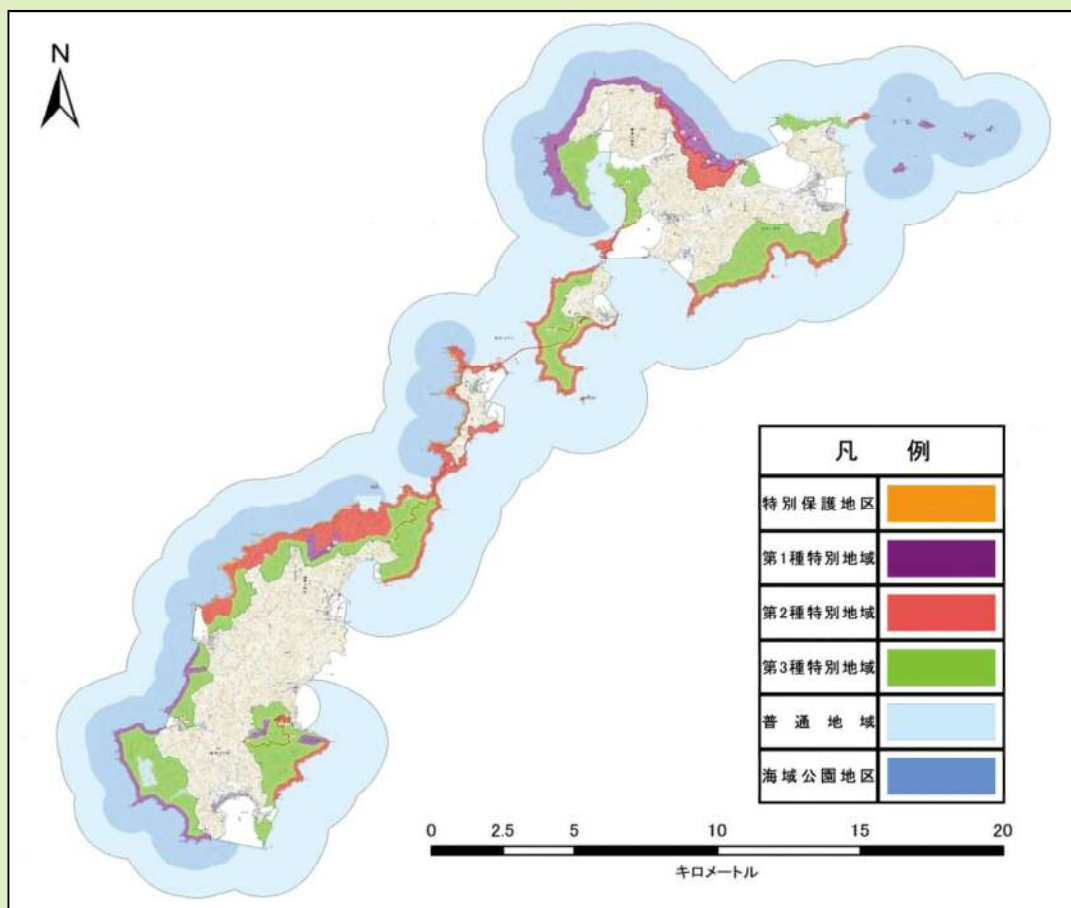 N
凡 例
特別保護地区
第1種特別地域
第2種特別地域
第3種特別地域
普通地域
海域公園地区
0 2.5 5 10 15 20
キロメートル